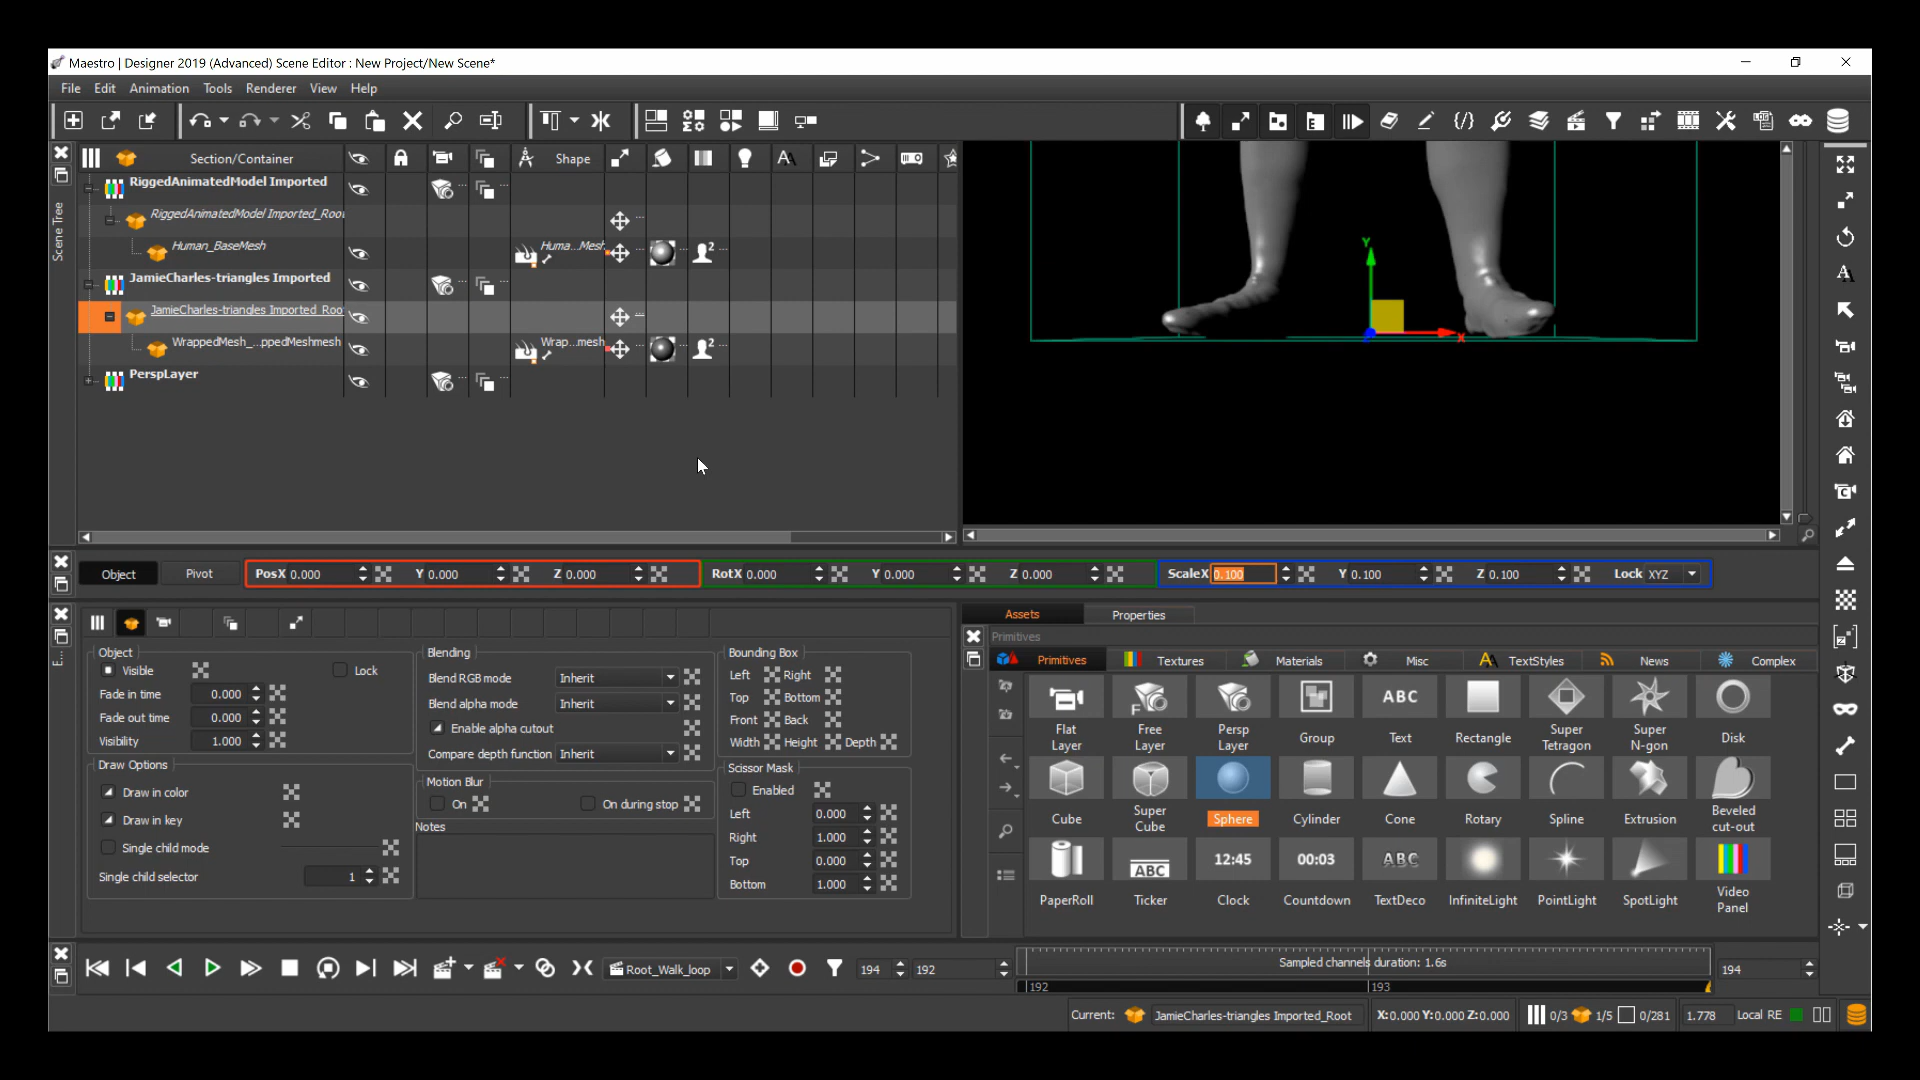 Maestro | Designer 2019 (Advanced) Scene Editor : New Project/New Scene*
File Edit Animation Tools Renderer View Help
Section/Container Shape
Scene Tree
RiggedAnimatedModel Imported
RiggedAnimatedModel Imported_Root
Human_BaseMesh Huma...Mesh
JamieCharles-triangles Imported
JamieCharles-triangles Imported_Root
WrappedMesh_...ppedMeshmesh Wrap...mesh
PerspLayer
Y
X
Object Pivot PosX 0.000 Y 0.000 Z 0.000 RotX 0.000 Y 0.000 Z 0.000 ScaleX 0.100 Y 0.100 Z 0.100 Lock XYZ
E...
Object
Visible Lock
Fade in time 0.000
Fade out time 0.000
Visibility 1.000
Draw Options
Draw in color
Draw in key
Single child mode
Single child selector 1
Blending
Blend RGB mode Inherit
Blend alpha mode Inherit
Enable alpha cutout
Compare depth function Inherit
Motion Blur
On On during stop
Notes
Bounding Box
Left Right
Top Bottom
Front Back
Width Height Depth
Scissor Mask
Enabled
Left 0.000
Right 1.000
Top 0.000
Bottom 1.000
Assets Properties
Primitives
Primitives Textures Materials Misc TextStyles News Complex
ABC
Flat Layer Free Layer Persp Layer Group Text Rectangle Super Tetragon Super N-gon Disk
Cube Super Cube Sphere Cylinder Cone Rotary Spline Extrusion Beveled cut-out
ABC 12:45 00:03 ABC
PaperRoll Ticker Clock Countdown TextDeco InfiniteLight PointLight SpotLight Video Panel
Root_Walk_loop 194 192 Sampled channels duration: 1.6s 194
192 193
Current: JamieCharles-triangles Imported_Root X:0.000 Y:0.000 Z:0.000 0/3 1/5 0/281 1.778 Local RE